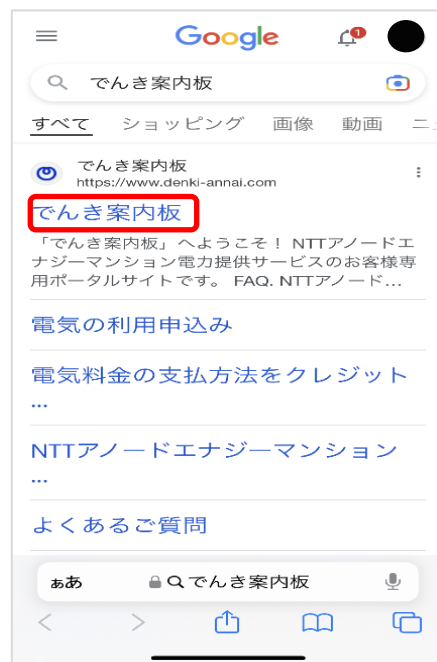 Google
1
でんき案内板
すべて ショッピング 画像 動画 ニ
でんき案内板
https://www.denki-annai.com
でんき案内板
「でんき案内板」へようこそ！ NTTアノードエ
ナジーマンション電力提供サービスのお客様専
用ポータルサイトです。 FAQ. NTTアノード...
電気の利用申込み
電気料金の支払方法をクレジット
...
NTTアノードエナジーマンション
...
よくあるご質問
ぁあ でんき案内板